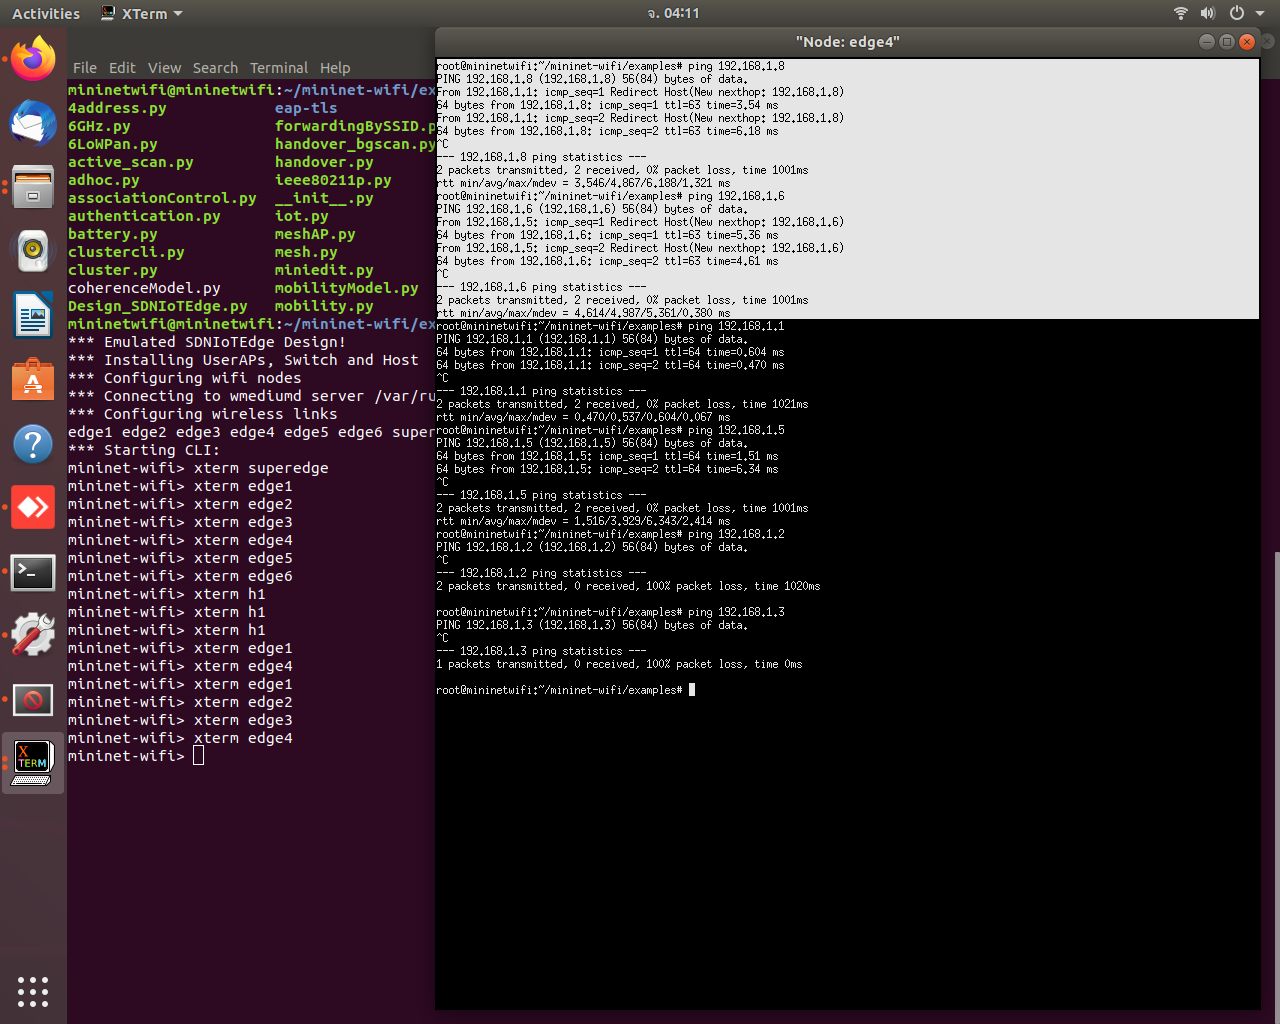 Activities
XTerm
จ. 04:11
File Edit View Search Terminal Help
mininetwifi@mininetwifi:~/mininet-wifi/ex
4address.py eap-tls
6GHz.py forwardingBySSID.p
6LoWPan.py handover_bgscan.py
active_scan.py handover.py
adhoc.py ieee80211p.py
associationControl.py __init__.py
authentication.py iot.py
battery.py meshAP.py
clustercli.py mesh.py
cluster.py miniedit.py
coherenceModel.py mobilityModel.py
Design_SDNIoTEdge.py mobility.py
mininetwifi@mininetwifi:~/mininet-wifi/ex
*** Emulated SDNIoTEdge Design!
*** Installing UserAPs, Switch and Host
*** Configuring wifi nodes
*** Connecting to wmediumd server /var/ru
*** Configuring wireless links
edge1 edge2 edge3 edge4 edge5 edge6 super
*** Starting CLI:
mininet-wifi> xterm superedge
mininet-wifi> xterm edge1
mininet-wifi> xterm edge2
mininet-wifi> xterm edge3
mininet-wifi> xterm edge4
mininet-wifi> xterm edge5
mininet-wifi> xterm edge6
mininet-wifi> xterm h1
mininet-wifi> xterm h1
mininet-wifi> xterm h1
mininet-wifi> xterm edge1
mininet-wifi> xterm edge4
mininet-wifi> xterm edge1
mininet-wifi> xterm edge2
mininet-wifi> xterm edge3
mininet-wifi> xterm edge4
mininet-wifi>
"Node: edge4"
root@mininetwifi:~/mininet-wifi/examples# ping 192.168.1.8
PING 192.168.1.8 (192.168.1.8) 56(84) bytes of data.
From 192.168.1.1: icmp_seq=1 Redirect Host(New nexthop: 192.168.1.8)
64 bytes from 192.168.1.8: icmp_seq=1 ttl=63 time=3.54 ms
From 192.168.1.1: icmp_seq=2 Redirect Host(New nexthop: 192.168.1.8)
64 bytes from 192.168.1.8: icmp_seq=2 ttl=63 time=6.18 ms
^C
--- 192.168.1.8 ping statistics ---
2 packets transmitted, 2 received, 0% packet loss, time 1001ms
rtt min/avg/max/mdev = 3.546/4.867/6.188/1.321 ms
root@mininetwifi:~/mininet-wifi/examples# ping 192.168.1.6
PING 192.168.1.6 (192.168.1.6) 56(84) bytes of data.
From 192.168.1.5: icmp_seq=1 Redirect Host(New nexthop: 192.168.1.6)
64 bytes from 192.168.1.6: icmp_seq=1 ttl=63 time=5.36 ms
From 192.168.1.5: icmp_seq=2 Redirect Host(New nexthop: 192.168.1.6)
64 bytes from 192.168.1.6: icmp_seq=2 ttl=63 time=4.61 ms
^C
--- 192.168.1.6 ping statistics ---
2 packets transmitted, 2 received, 0% packet loss, time 1001ms
rtt min/avg/max/mdev = 4.614/4.987/5.361/0.380 ms
root@mininetwifi:~/mininet-wifi/examples# ping 192.168.1.1
PING 192.168.1.1 (192.168.1.1) 56(84) bytes of data.
64 bytes from 192.168.1.1: icmp_seq=1 ttl=64 time=0.604 ms
64 bytes from 192.168.1.1: icmp_seq=2 ttl=64 time=0.470 ms
^C
--- 192.168.1.1 ping statistics ---
2 packets transmitted, 2 received, 0% packet loss, time 1021ms
rtt min/avg/max/mdev = 0.470/0.537/0.604/0.067 ms
root@mininetwifi:~/mininet-wifi/examples# ping 192.168.1.5
PING 192.168.1.5 (192.168.1.5) 56(84) bytes of data.
64 bytes from 192.168.1.5: icmp_seq=1 ttl=64 time=1.51 ms
64 bytes from 192.168.1.5: icmp_seq=2 ttl=64 time=6.34 ms
^C
--- 192.168.1.5 ping statistics ---
2 packets transmitted, 2 received, 0% packet loss, time 1001ms
rtt min/avg/max/mdev = 1.516/3.929/6.343/2.414 ms
root@mininetwifi:~/mininet-wifi/examples# ping 192.168.1.2
PING 192.168.1.2 (192.168.1.2) 56(84) bytes of data.
^C
--- 192.168.1.2 ping statistics ---
2 packets transmitted, 0 received, 100% packet loss, time 1020ms
root@mininetwifi:~/mininet-wifi/examples# ping 192.168.1.3
PING 192.168.1.3 (192.168.1.3) 56(84) bytes of data.
^C
--- 192.168.1.3 ping statistics ---
1 packets transmitted, 0 received, 100% packet loss, time 0ms
root@mininetwifi:~/mininet-wifi/examples#
X
TERM